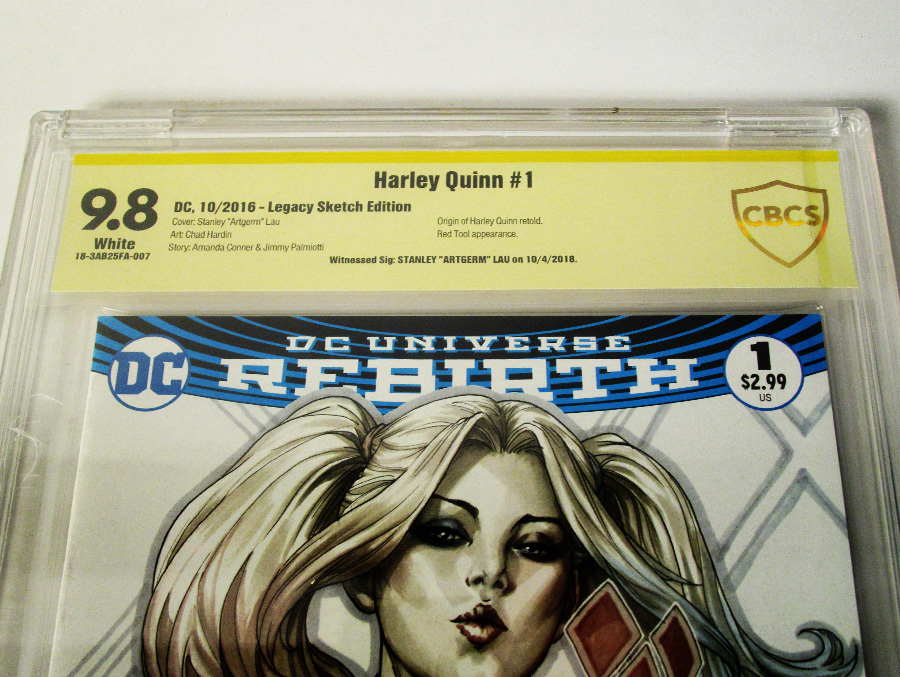 Harley Quinn #1
9.8
White
18-3AB25FA-007
DC, 10/2016 - Legacy Sketch Edition
Cover: Stanley "Artgerm" Lau
Art: Chad Hardin
Story: Amanda Conner & Jimmy Palmiotti
Origin of Harley Quinn retold.
Red Tool appearance.
Witnessed Sig: STANLEY "ARTGERM" LAU on 10/4/2018.
CBCS
DC
DC UNIVERSE
REBIRTH
1
$2.99
US